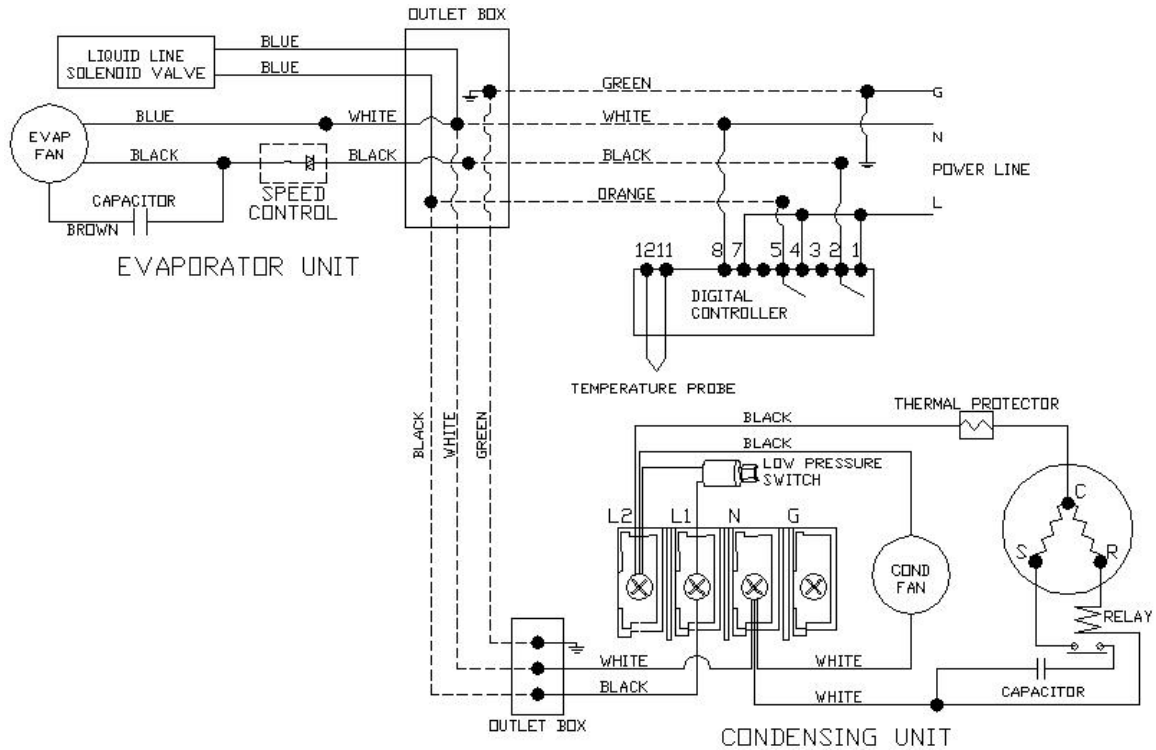 OUTLET BOX
LIQUID LINE
SOLENOID VALVE
BLUE
BLUE
EVAP
FAN
BLUE
WHITE
BLACK
BLACK
SPEED
CONTROL
CAPACITOR
BROWN
EVAPORATOR UNIT
GREEN
G
WHITE
N
BLACK
POWER LINE
ORANGE
L
12 11 8 7 5 4 3 2 1
DIGITAL
CONTROLLER
TEMPERATURE PROBE
BLACK
WHITE
GREEN
THERMAL PROTECTOR
BLACK
BLACK
LOW PRESSURE
SWITCH
L2 L1 N G
C
S
R
COND
FAN
RELAY
WHITE
WHITE
BLACK
WHITE
CAPACITOR
OUTLET BOX
CONDENSING UNIT